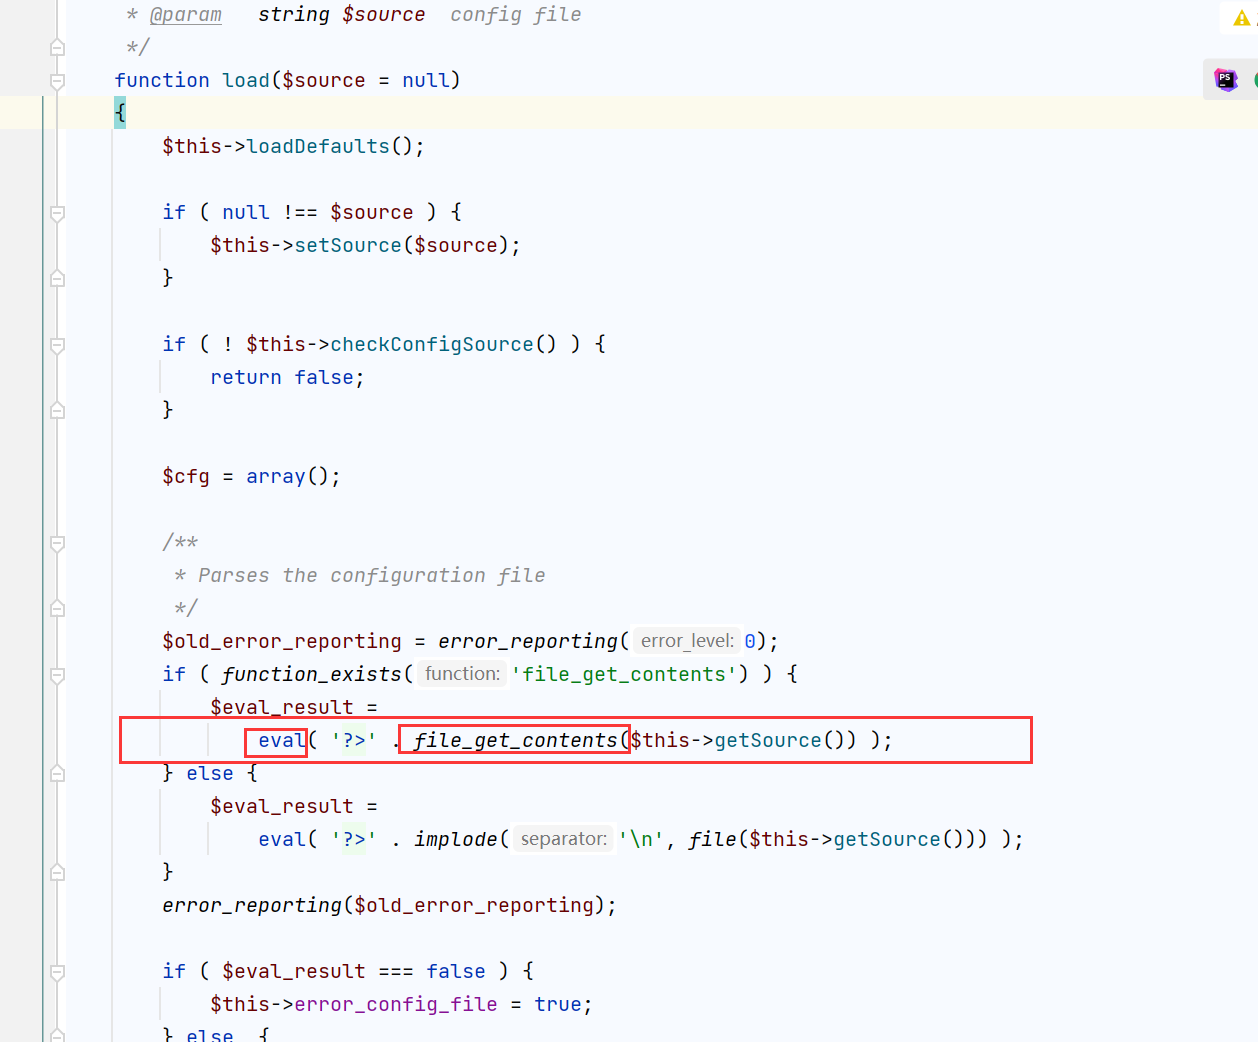 * @param   string $source  config file
*/
function load($source = null)
{
$this->loadDefaults();
if ( null !== $source ) {
$this->setSource($source);
}
if ( ! $this->checkConfigSource() ) {
return false;
}
$cfg = array();
/**
* Parses the configuration file
*/
$old_error_reporting = error_reporting( error_level: 0);
if ( function_exists( function: 'file_get_contents') ) {
$eval_result =
eval( '?>' . file_get_contents($this->getSource()) );
} else {
$eval_result =
eval( '?>' . implode( separator: '\n', file($this->getSource())) );
}
error_reporting($old_error_reporting);
if ( $eval_result === false ) {
$this->error_config_file = true;
} else  {
PS